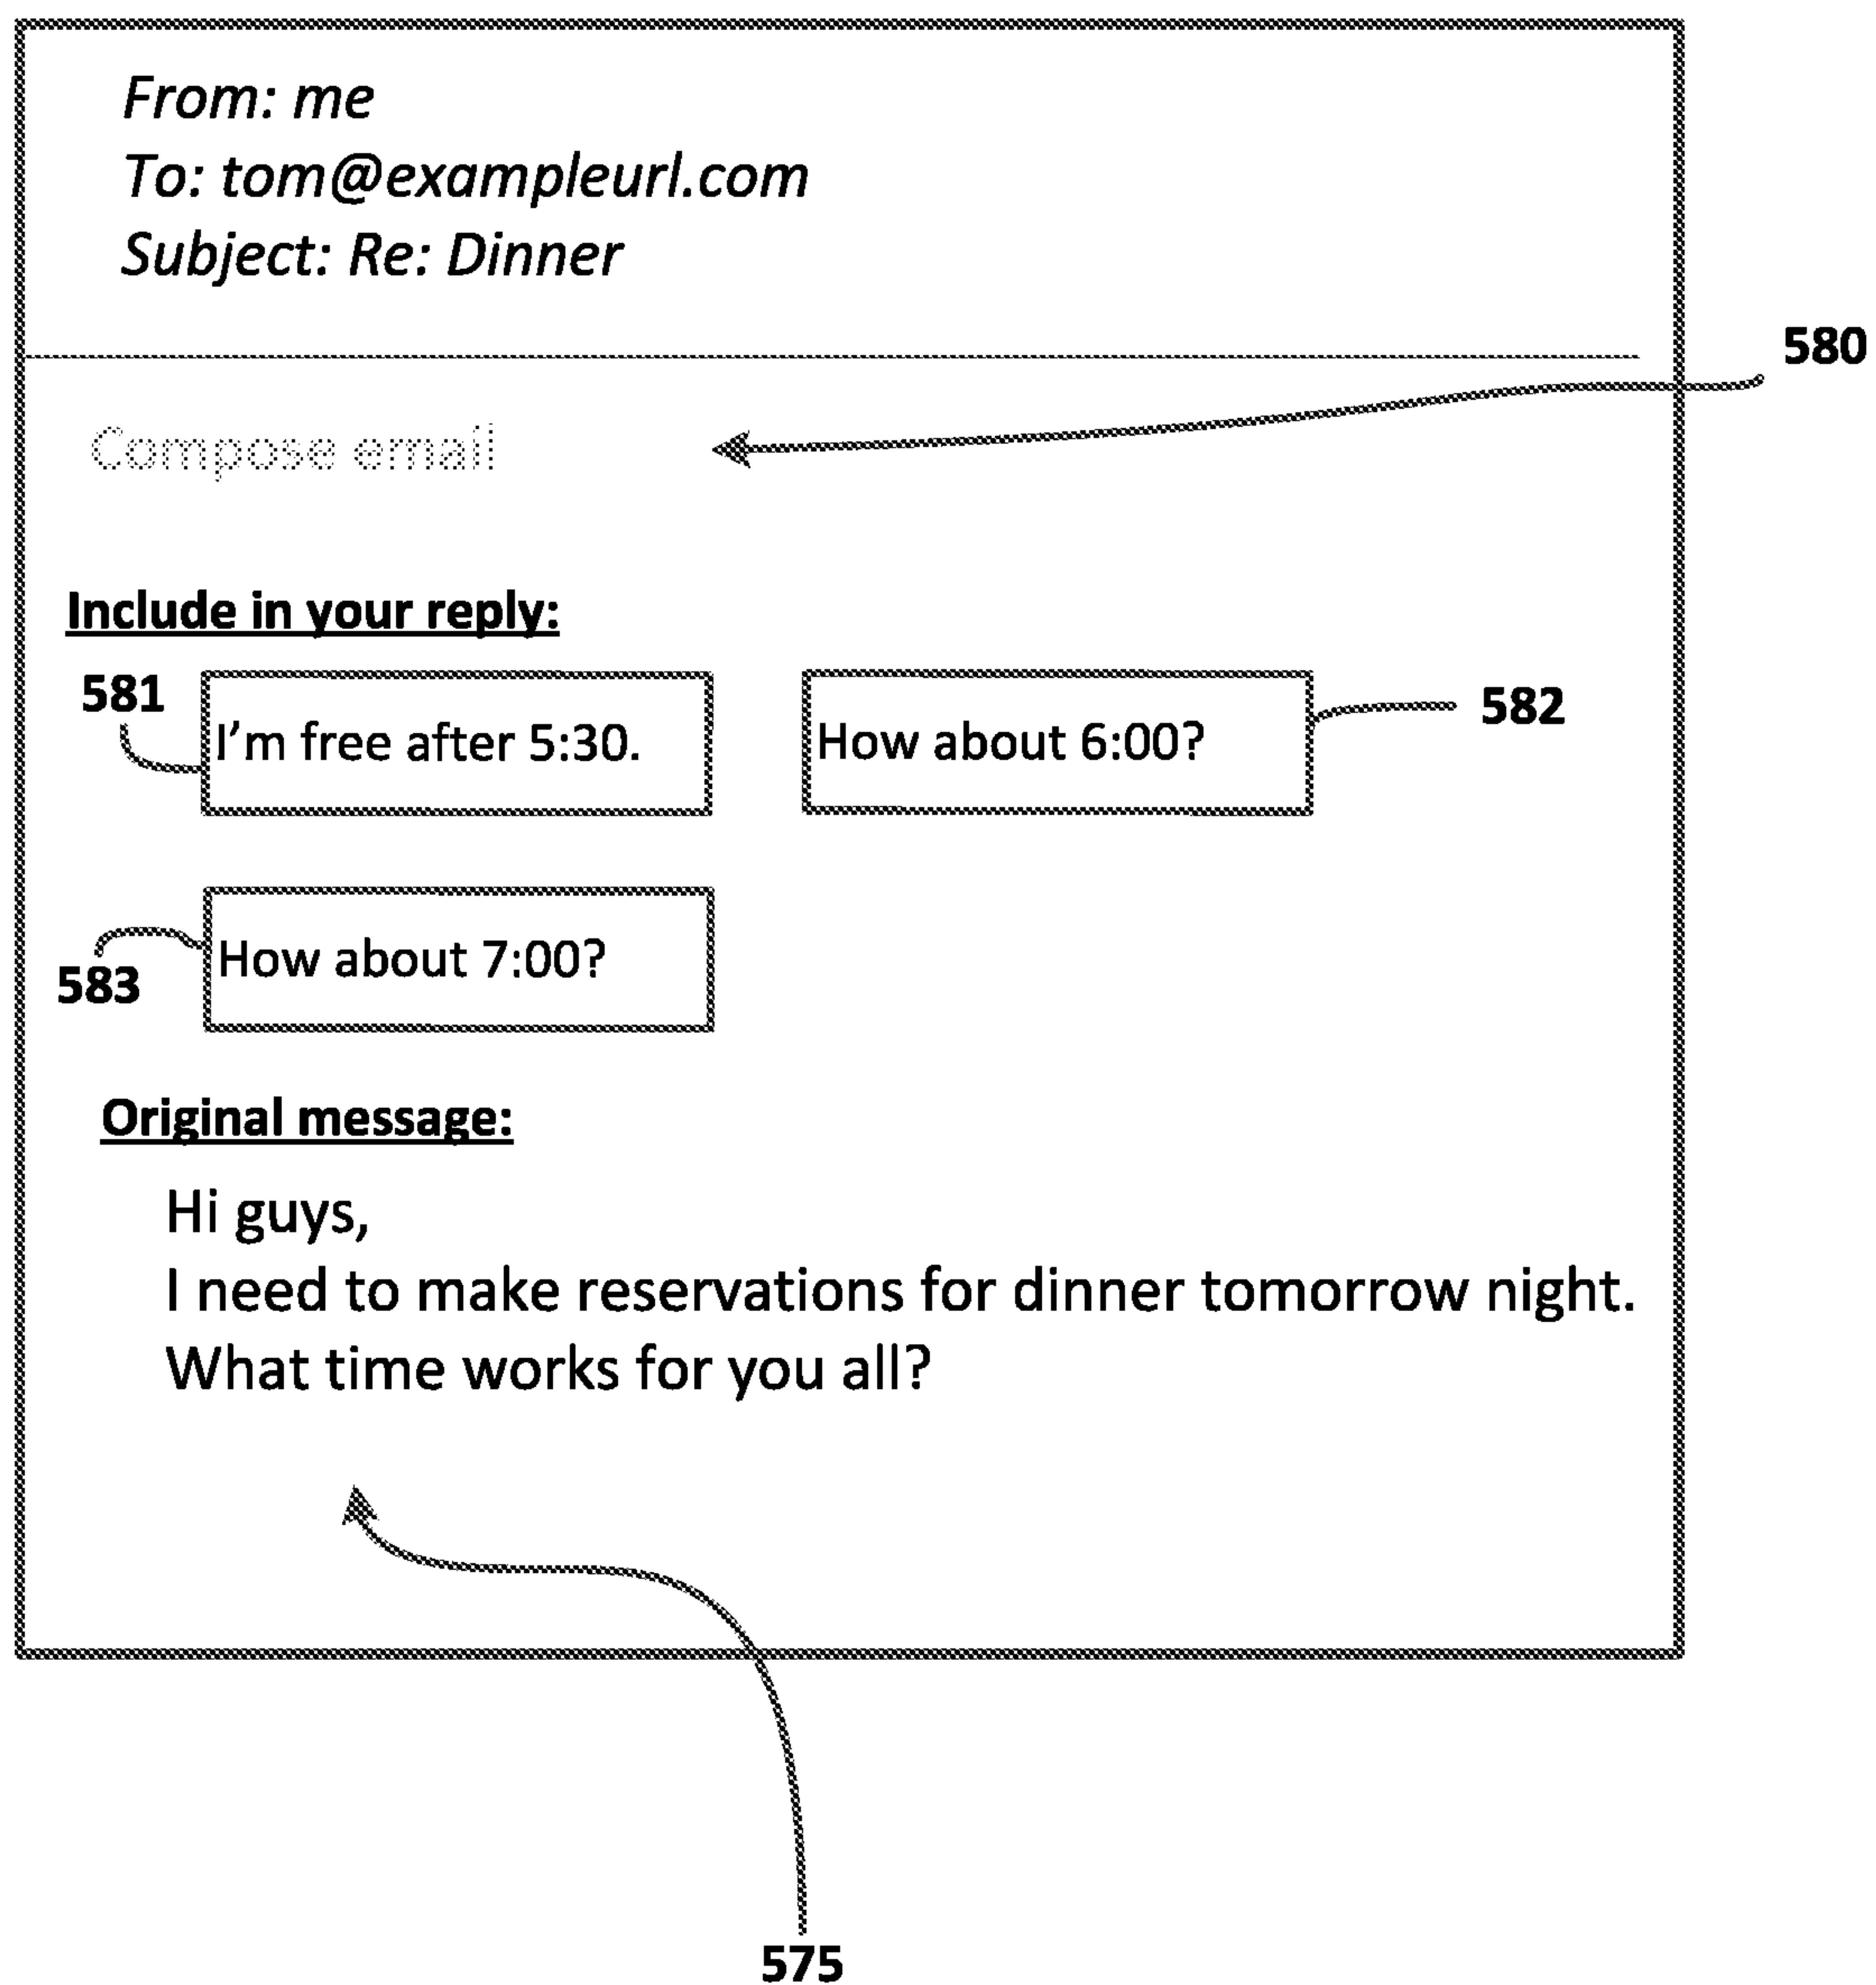 From: me
To: tom@exampleurl.com
Subject: Re: Dinner
580
Compose email
Include in your reply:
581
I'm free after 5:30.
How about 6:00?
582
How about 7:00?
583
Original message:
Hi guys,
I need to make reservations for dinner tomorrow night.
What time works for you all?
575